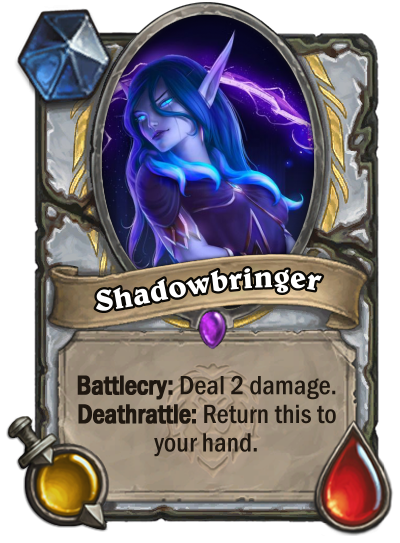 Shadowbringer
Battlecry: Deal 2 damage.
Deathrattle: Return this to
your hand.